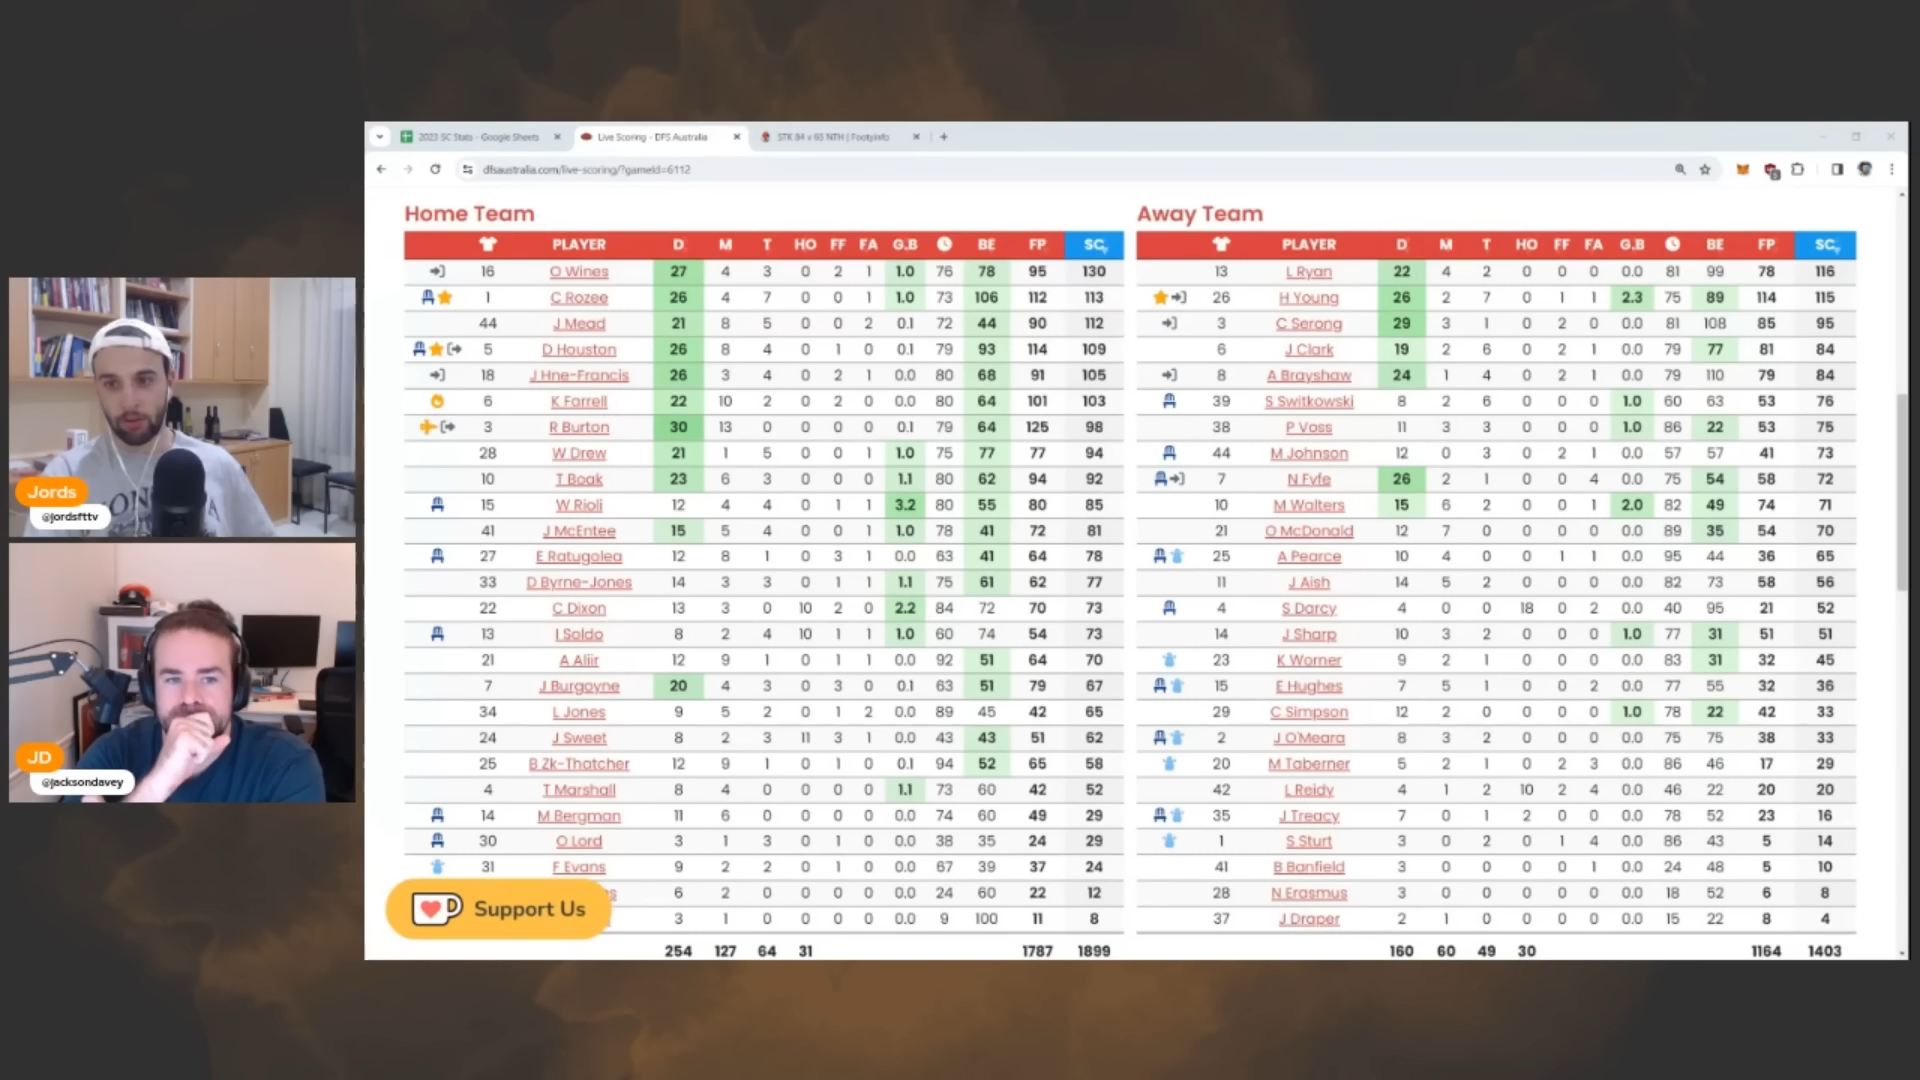 2023 SC Stats - Google Sheets
Live Scoring - DFS Australia
STK 84 v 65 NTH | FootyInfo
dfsaustralia.com/live-scoring/?gameId=6112
Home Team
PLAYER D M T HO FF FA G.B BE FP SC
16 O Wines 27 4 3 0 2 1 1.0 76 78 95 130
1 C Rozee 26 4 7 0 0 1 1.0 73 106 112 113
44 J Mead 21 8 5 0 0 2 0.1 72 44 90 112
5 D Houston 26 8 4 0 1 0 0.1 79 93 114 109
18 J Hne-Francis 26 3 4 0 2 1 0.0 80 68 91 105
6 K Farrell 22 10 2 0 2 0 0.0 80 64 101 103
3 R Burton 30 13 0 0 0 0 0.1 79 64 125 98
28 W Drew 21 1 5 0 0 0 1.0 75 77 77 94
10 T Boak 23 6 3 0 0 0 1.1 80 62 94 92
15 W Rioli 12 4 4 0 1 1 3.2 80 55 80 85
41 J McEntee 15 5 4 0 0 1 1.0 78 41 72 81
27 E Ratugolea 12 8 1 0 3 1 0.0 63 41 64 78
33 D Byrne-Jones 14 3 3 0 1 1 1.1 75 61 62 77
22 C Dixon 13 3 0 10 2 0 2.2 84 72 70 73
13 I Soldo 8 2 4 10 1 1 1.0 60 74 54 73
21 A Aliir 12 9 1 0 1 1 0.0 92 51 64 70
7 J Burgoyne 20 4 3 0 3 0 0.1 63 51 79 67
34 L Jones 9 5 2 0 1 2 0.0 89 45 42 65
24 J Sweet 8 2 3 11 3 1 0.0 43 43 51 62
25 B Zk-Thatcher 12 9 1 0 1 0 0.1 94 52 65 58
4 T Marshall 8 4 0 0 0 0 1.1 73 60 42 52
14 M Bergman 11 6 0 0 0 0 0.0 74 60 49 29
30 O Lord 3 1 3 0 1 0 0.0 38 35 24 29
31 F Evans 9 2 2 0 1 0 0.0 67 39 37 24
s 6 2 0 0 0 0 0.0 24 60 22 12
3 1 0 0 0 0 0.0 9 100 11 8
254 127 64 31 1787 1899
Support Us
Away Team
PLAYER D M T HO FF FA G.B BE FP SC
13 L Ryan 22 4 2 0 0 0 0.0 81 99 78 116
26 H Young 26 2 7 0 1 1 2.3 75 89 114 115
3 C Serong 29 3 1 0 2 0 0.0 81 108 85 95
6 J Clark 19 2 6 0 2 1 0.0 79 77 81 84
8 A Brayshaw 24 1 4 0 2 1 0.0 79 110 79 84
39 S Switkowski 8 2 6 0 0 0 1.0 60 63 53 76
38 P Voss 11 3 3 0 0 0 1.0 86 22 53 75
44 M Johnson 12 0 3 0 2 1 0.0 57 57 41 73
7 N Fyfe 26 2 1 0 0 4 0.0 75 54 58 72
10 M Walters 15 6 2 0 0 1 2.0 82 49 74 71
21 O McDonald 12 7 0 0 0 0 0.0 89 35 54 70
25 A Pearce 10 4 0 0 1 1 0.0 95 44 36 65
11 J Aish 14 5 2 0 0 0 0.0 82 73 58 56
4 S Darcy 4 0 0 18 0 2 0.0 40 95 21 52
14 J Sharp 10 3 2 0 0 0 1.0 77 31 51 51
23 K Worner 9 2 1 0 0 0 0.0 83 31 32 45
15 E Hughes 7 5 1 0 0 2 0.0 77 55 32 36
29 C Simpson 12 2 0 0 0 0 1.0 78 22 42 33
2 J O'Meara 8 3 2 0 0 0 0.0 75 75 38 33
20 M Taberner 5 2 1 0 2 3 0.0 86 46 17 29
42 L Reidy 4 1 2 10 2 4 0.0 46 22 20 20
35 J Treacy 7 0 1 2 0 0 0.0 78 52 23 16
1 S Sturt 3 0 2 0 1 4 0.0 86 43 5 14
41 B Banfield 3 0 0 0 0 1 0.0 24 48 5 10
28 N Erasmus 3 0 0 0 0 0 0.0 18 52 6 8
37 J Draper 2 1 0 0 0 0 0.0 15 22 8 4
160 60 49 30 1164 1403
Jords
@jordsfttv
JD
@jacksondavey